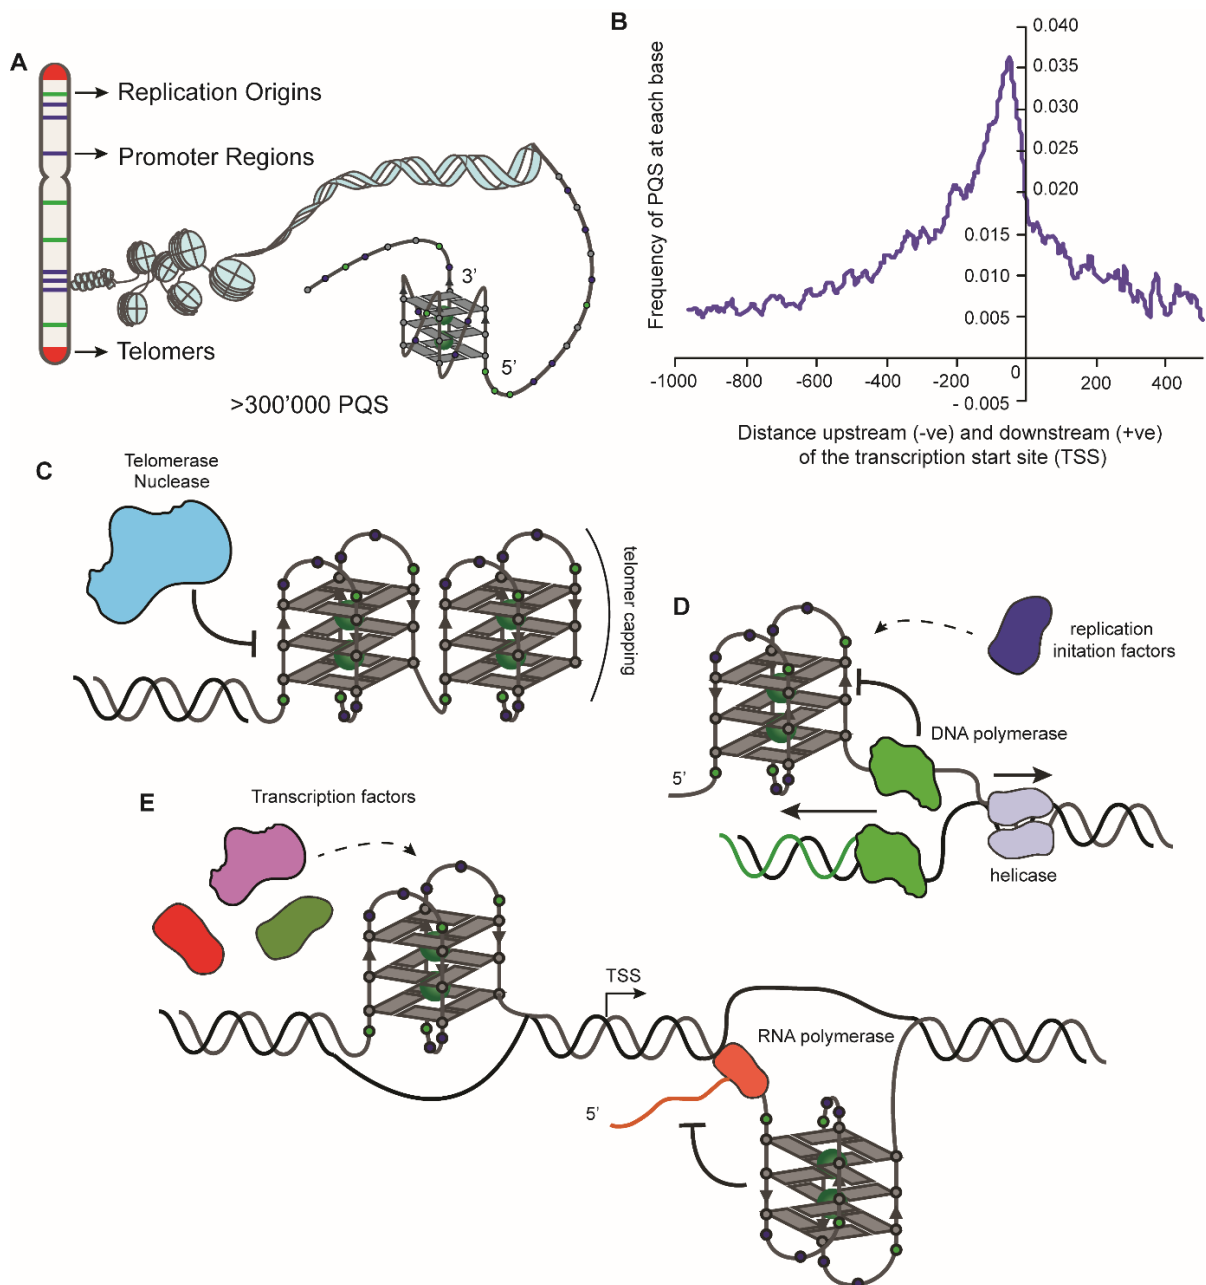 A
Replication Origins
Promoter Regions
Telomers
3’
5’
>300’000 PQS
B
Frequency of PQS at each base
0.040
0.035
0.030
0.025
0.020
0.015
0.010
0.005
- 0.005
-1000
-800
-600
-400
-200
0
200
400
Distance upstream (-ve) and downstream (+ve)
of the transcription start site (TSS)
C
Telomerase
Nuclease
telomer capping
D
replication
initation factors
DNA polymerase
5’
helicase
E
Transcription factors
TSS
RNA polymerase
5’